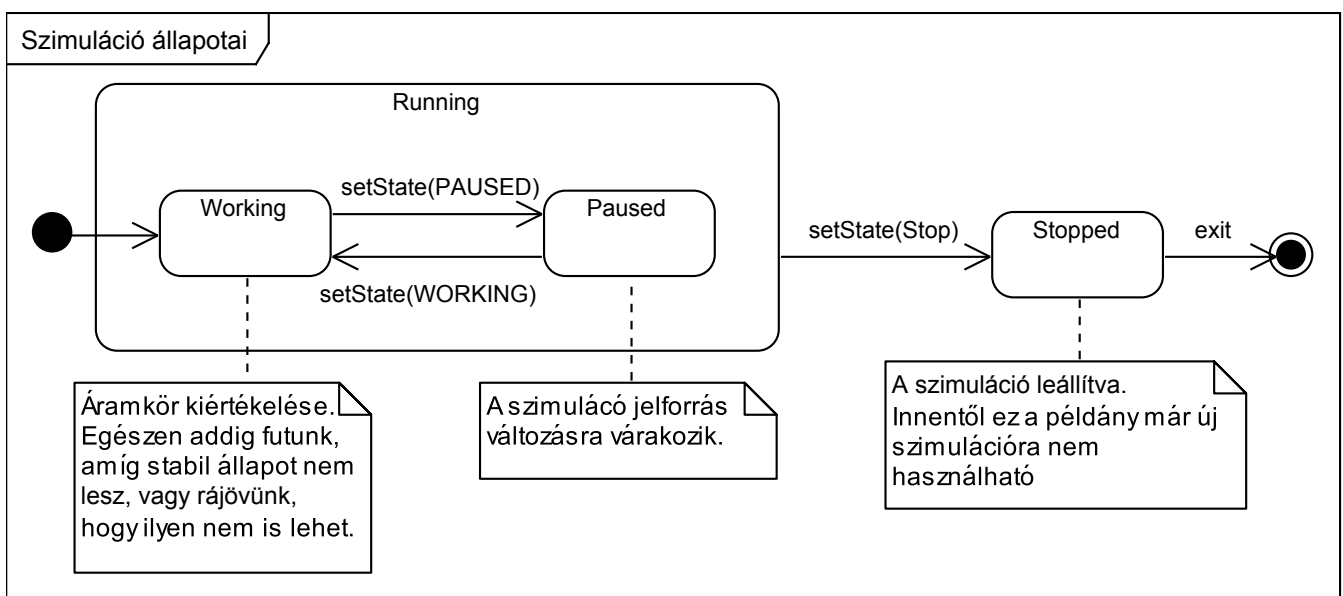 Szimuláció állapotai
Running
setState(PAUSED)
Working
Paused
setState(WORKING)
setState(Stop)
Stopped
exit
Áramkör kiértékelése.
Egészen addig futunk,
amíg stabil állapot nem
lesz, vagy rájövünk,
hogy ilyen nem is lehet.
A szimulácó jelforrás
változásra várakozik.
A szimuláció leállítva.
Innentől ez a példány már új
szimulációra nem
használható